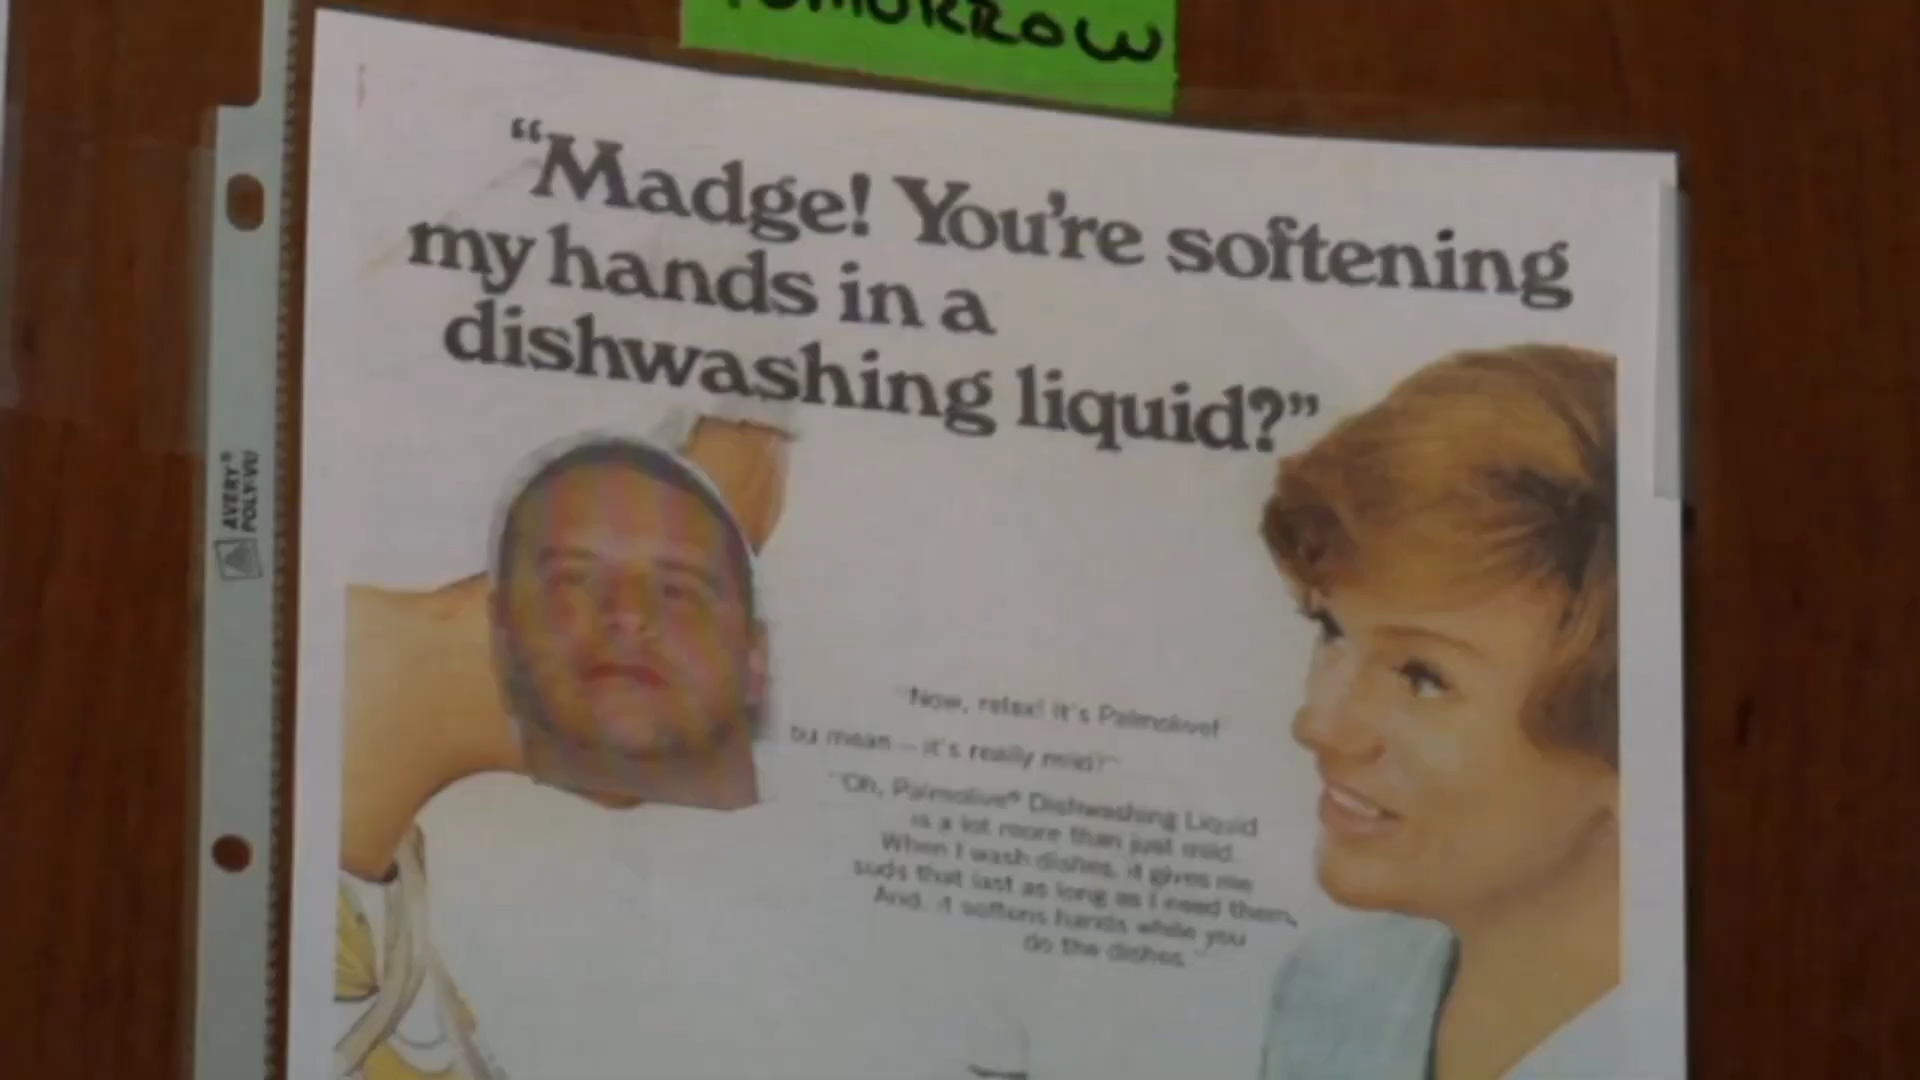 TOMORROW
“Madge! You're softening
my hands in a
dishwashing liquid?”
AVERY®
POLY-VU
"Now, relax! It's Palmolive!
ou mean – it's really mild?"
"Oh, Palmolive® Dishwashing Liquid
is a lot more than just mild.
When I wash dishes, it gives me
suds that last as long as I need them.
And, it softens hands while you
do the dishes."